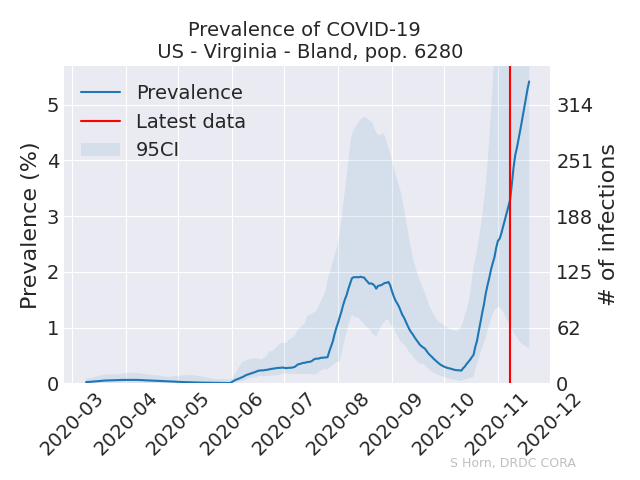 Prevalence of COVID-19
US - Virginia - Bland, pop. 6280
Prevalence
Latest data
95CI
Prevalence (%)
5
4
3
2
1
0
314
251
188
125
62
0
# of infections
2020-03
2020-04
2020-05
2020-06
2020-07
2020-08
2020-09
2020-10
2020-11
2020-12
S Horn, DRDC CORA